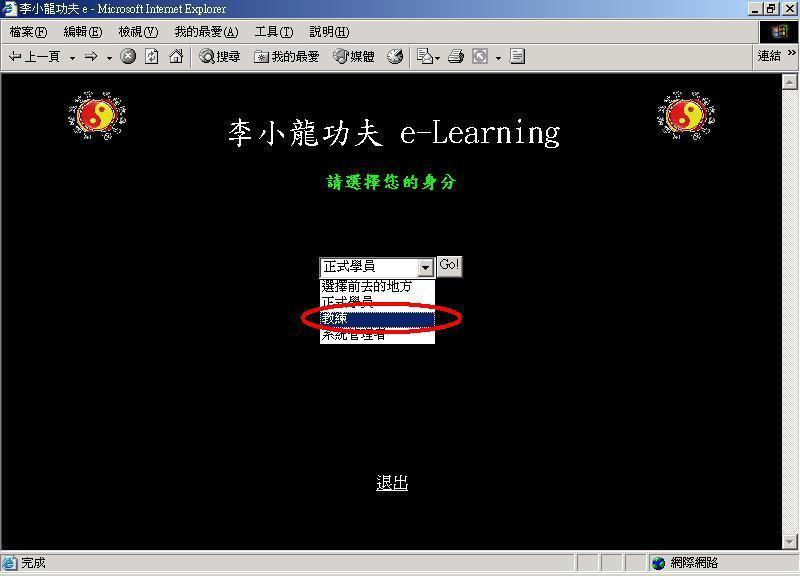 李小龍功夫 e - Microsoft Internet Explorer
檔案(F) 編輯(E) 檢視(V) 我的最愛(A) 工具(T) 說明(H)
上一頁 搜尋 我的最愛 媒體 連結 »
李小龍功夫 e-Learning
請選擇您的身分
正式學員 Go!
選擇前去的地方
正式學員
教練
系統管理者
退出
完成 網際網路